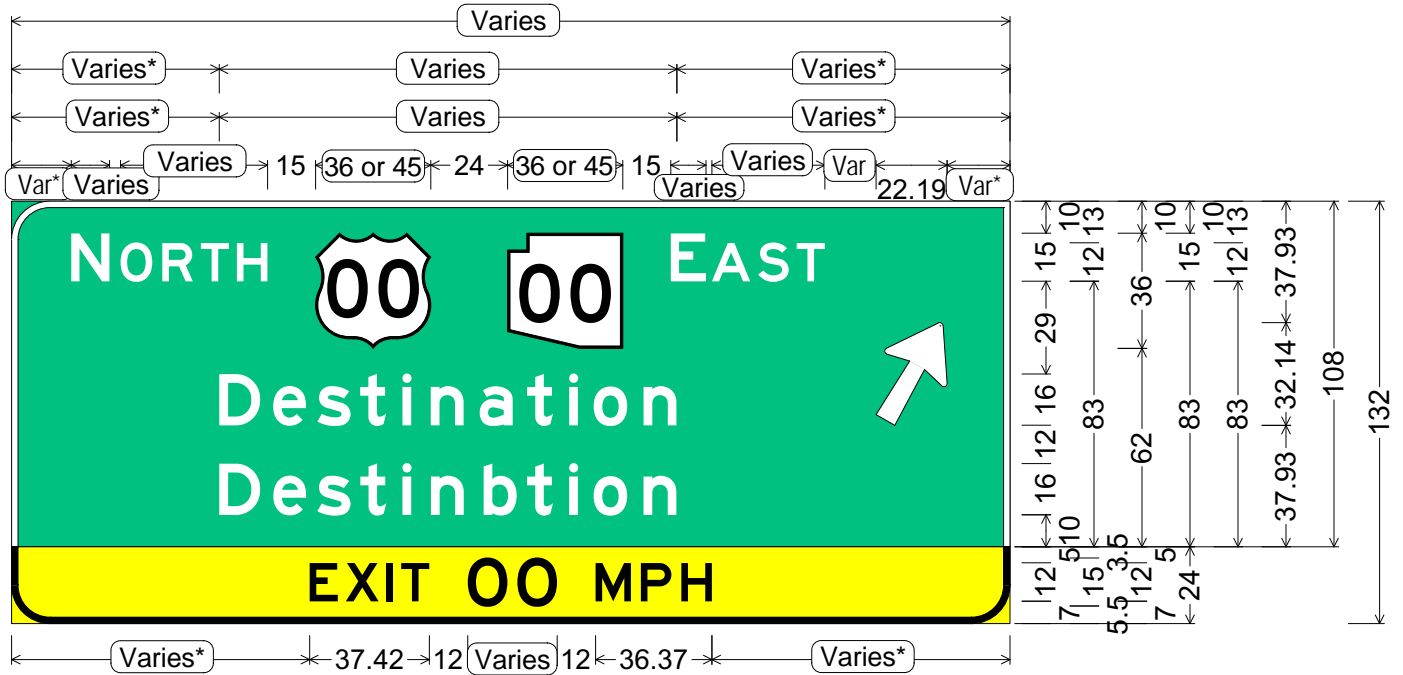 Varies
Varies* Varies Varies*
Varies* Varies Varies*
Var* Varies Varies 15 36 or 45 24 36 or 45 15 Varies Varies Var 22.19 Var*
NORTH 00 00 EAST
Destination
Destinbtion
EXIT 00 MPH
10 15 29 16 12 16 10
13 12 83
10 36 62
10 15 83
10 13 12 83
37.93 32.14 37.93
108
132
12 5 7
15 3.5 5.5
12 5 7
24
Varies* 37.42 12 Varies 12 36.37 Varies*